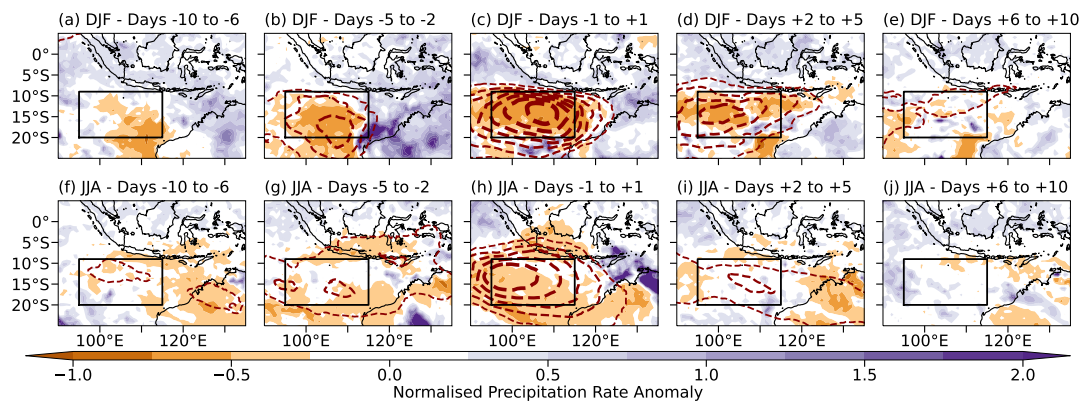 (a) DJF - Days -10 to -6
(b) DJF - Days -5 to -2
(c) DJF - Days -1 to +1
(d) DJF - Days +2 to +5
(e) DJF - Days +6 to +10
0°
5°S
10°S
15°S
20°S
(f) JJA - Days -10 to -6
(g) JJA - Days -5 to -2
(h) JJA - Days -1 to +1
(i) JJA - Days +2 to +5
(j) JJA - Days +6 to +10
0°
5°S
10°S
15°S
20°S
100°E 120°E 100°E 120°E 100°E 120°E 100°E 120°E 100°E 120°E
−1.0 −0.5 0.0 0.5 1.0 1.5 2.0
Normalised Precipitation Rate Anomaly